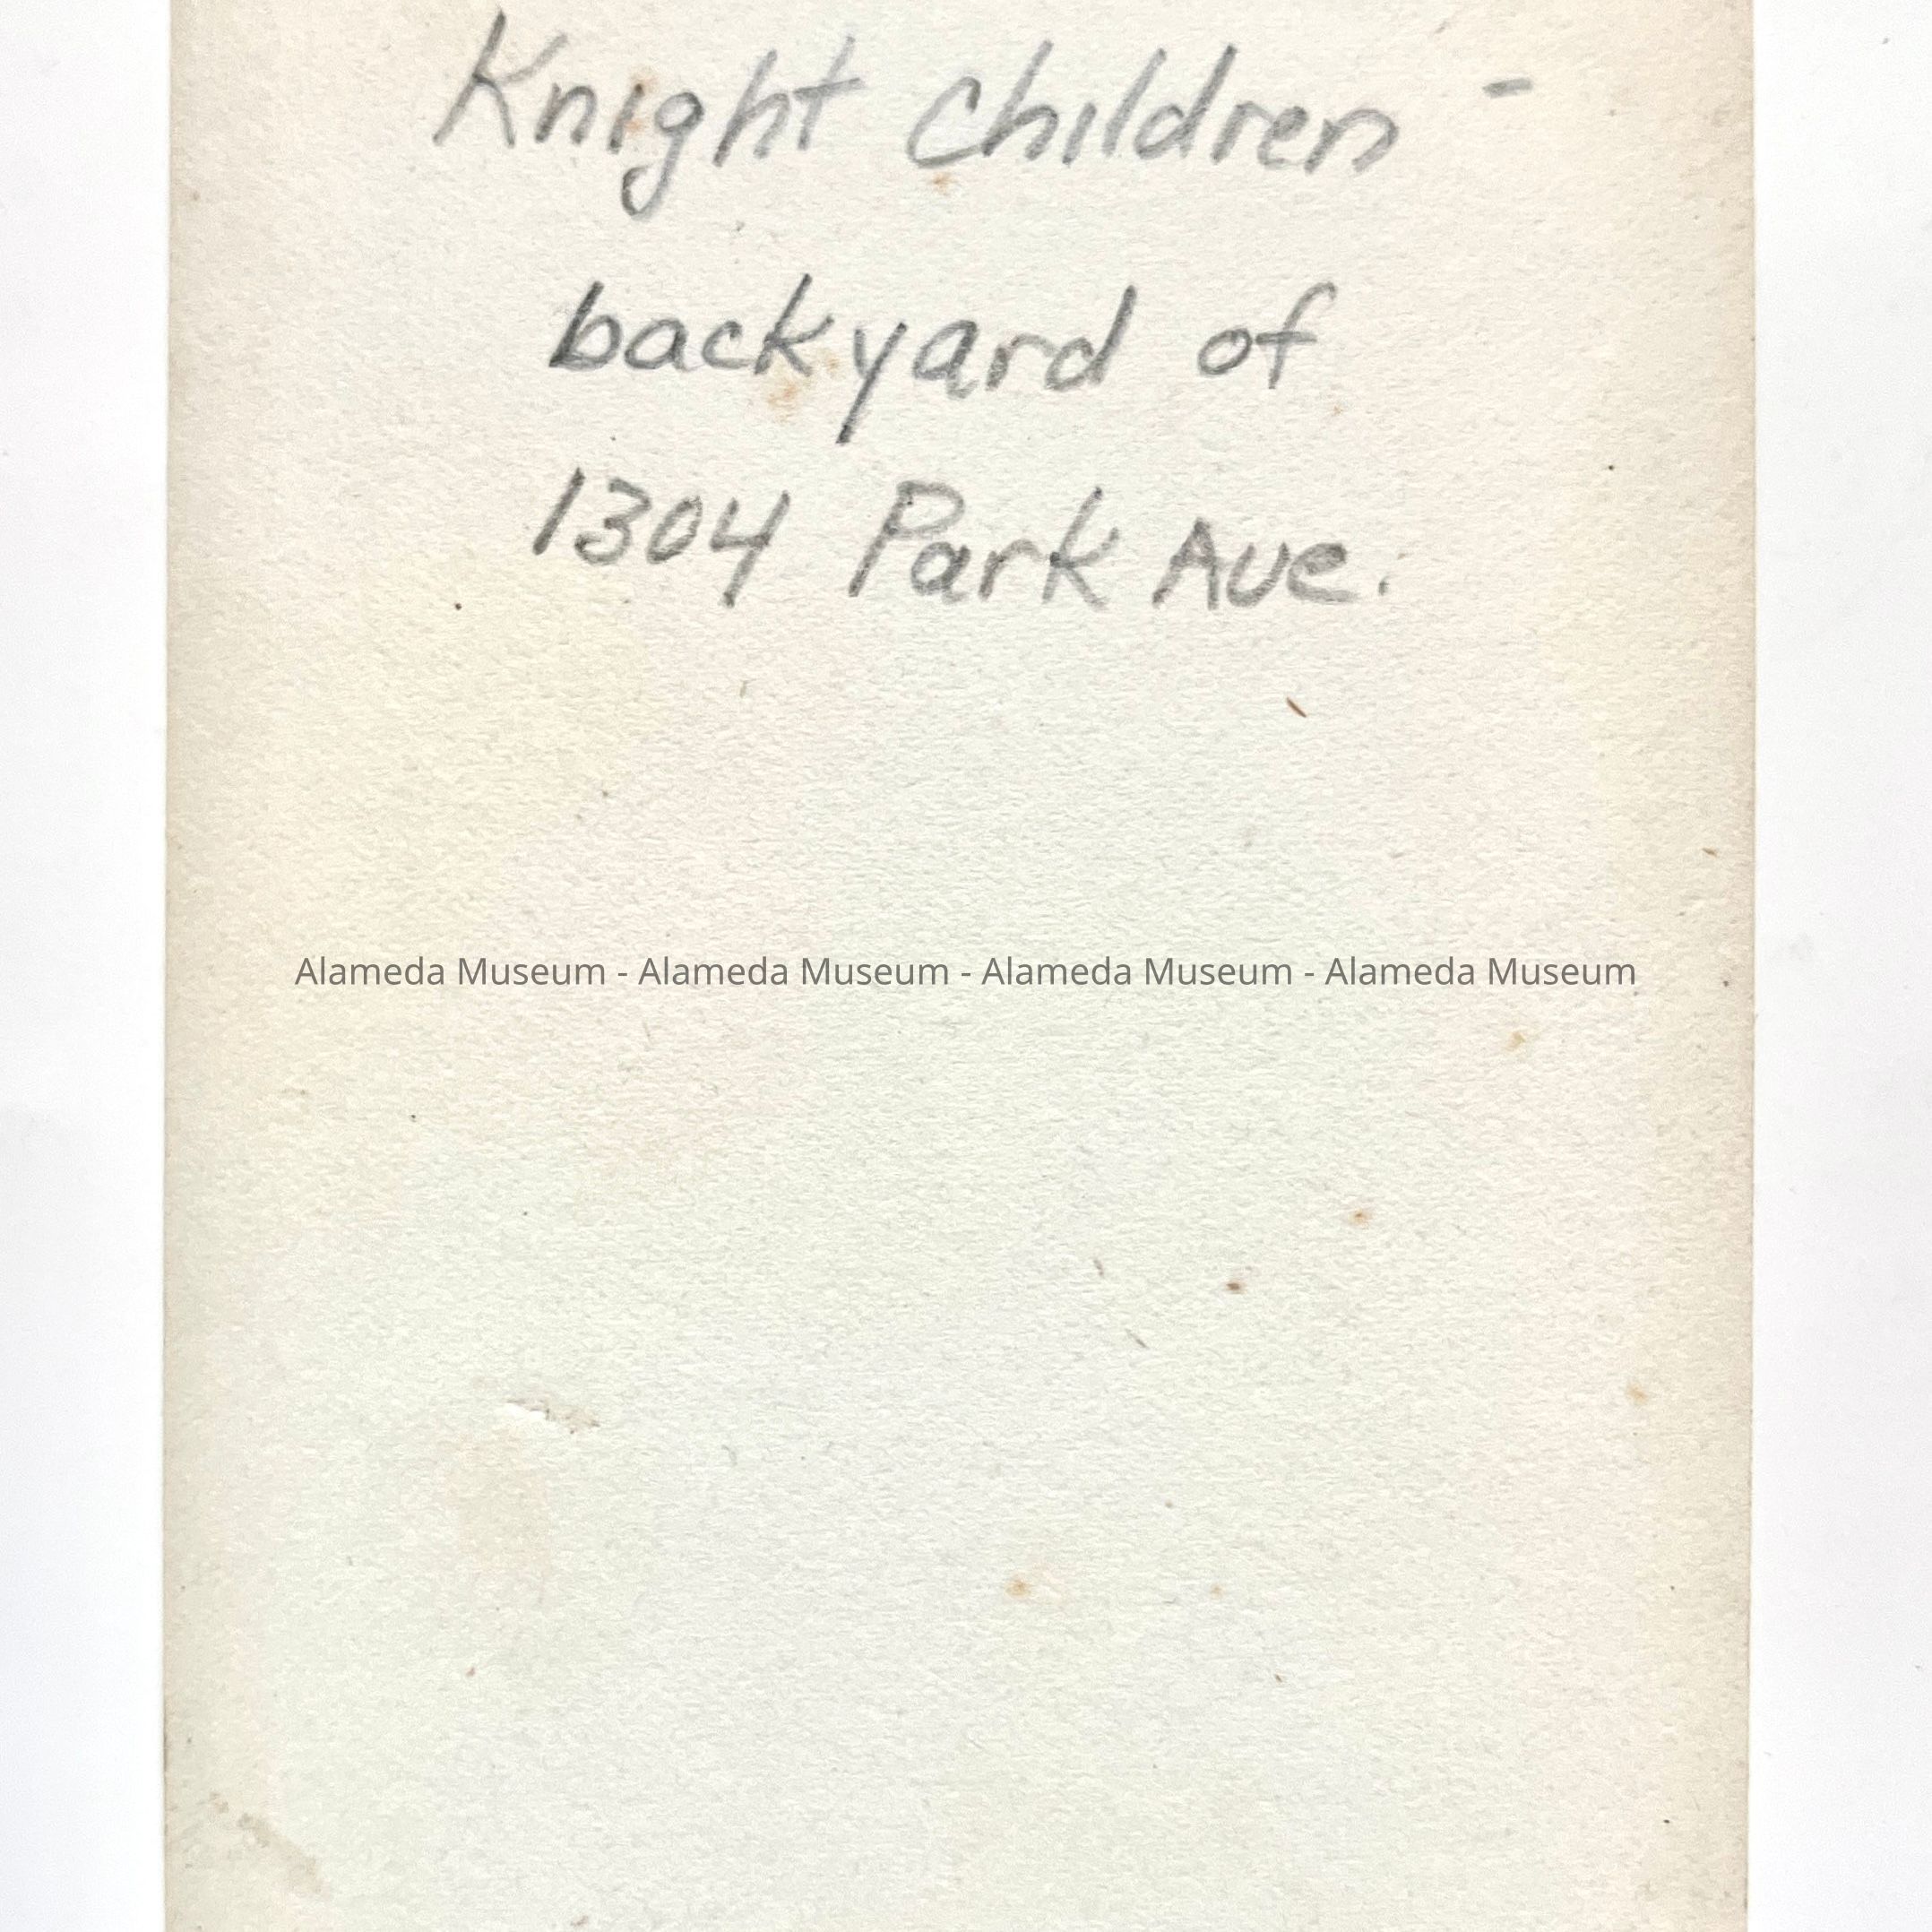 Knight Children -
backyard of
1304 Park Ave.
Alameda Museum - Alameda Museum - Alameda Museum - Alameda Museum